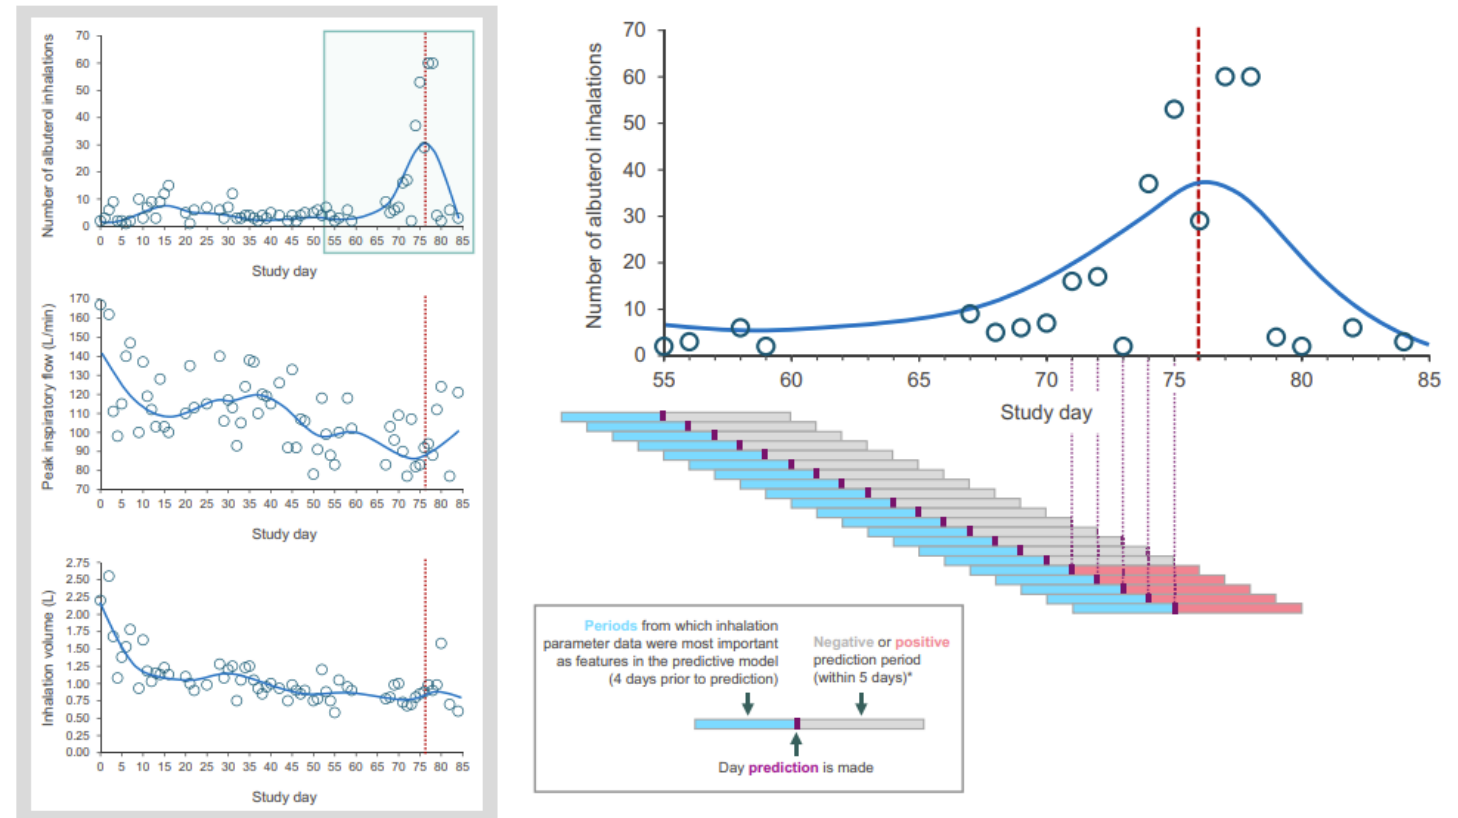 Number of albuterol inhalations
70
60
50
40
30
20
10
0
0 5 10 15 20 25 30 35 40 45 50 55 60 65 70 75 80 85
Study day
Peak inspiratory flow (L/min)
170
160
150
140
130
120
110
100
90
80
70
0 5 10 15 20 25 30 35 40 45 50 55 60 65 70 75 80 85
Study day
Inhalation volume (L)
2.75
2.50
2.25
2.00
1.75
1.50
1.25
1.00
0.75
0.50
0.25
0.00
0 5 10 15 20 25 30 35 40 45 50 55 60 65 70 75 80 85
Study day
Number of albuterol inhalations
70
60
50
40
30
20
10
0
55 60 65 70 75 80 85
Study day
Periods from which inhalation
parameter data were most important
as features in the predictive model
(4 days prior to prediction)
Negative or positive
prediction period
(within 5 days)*
Day prediction is made